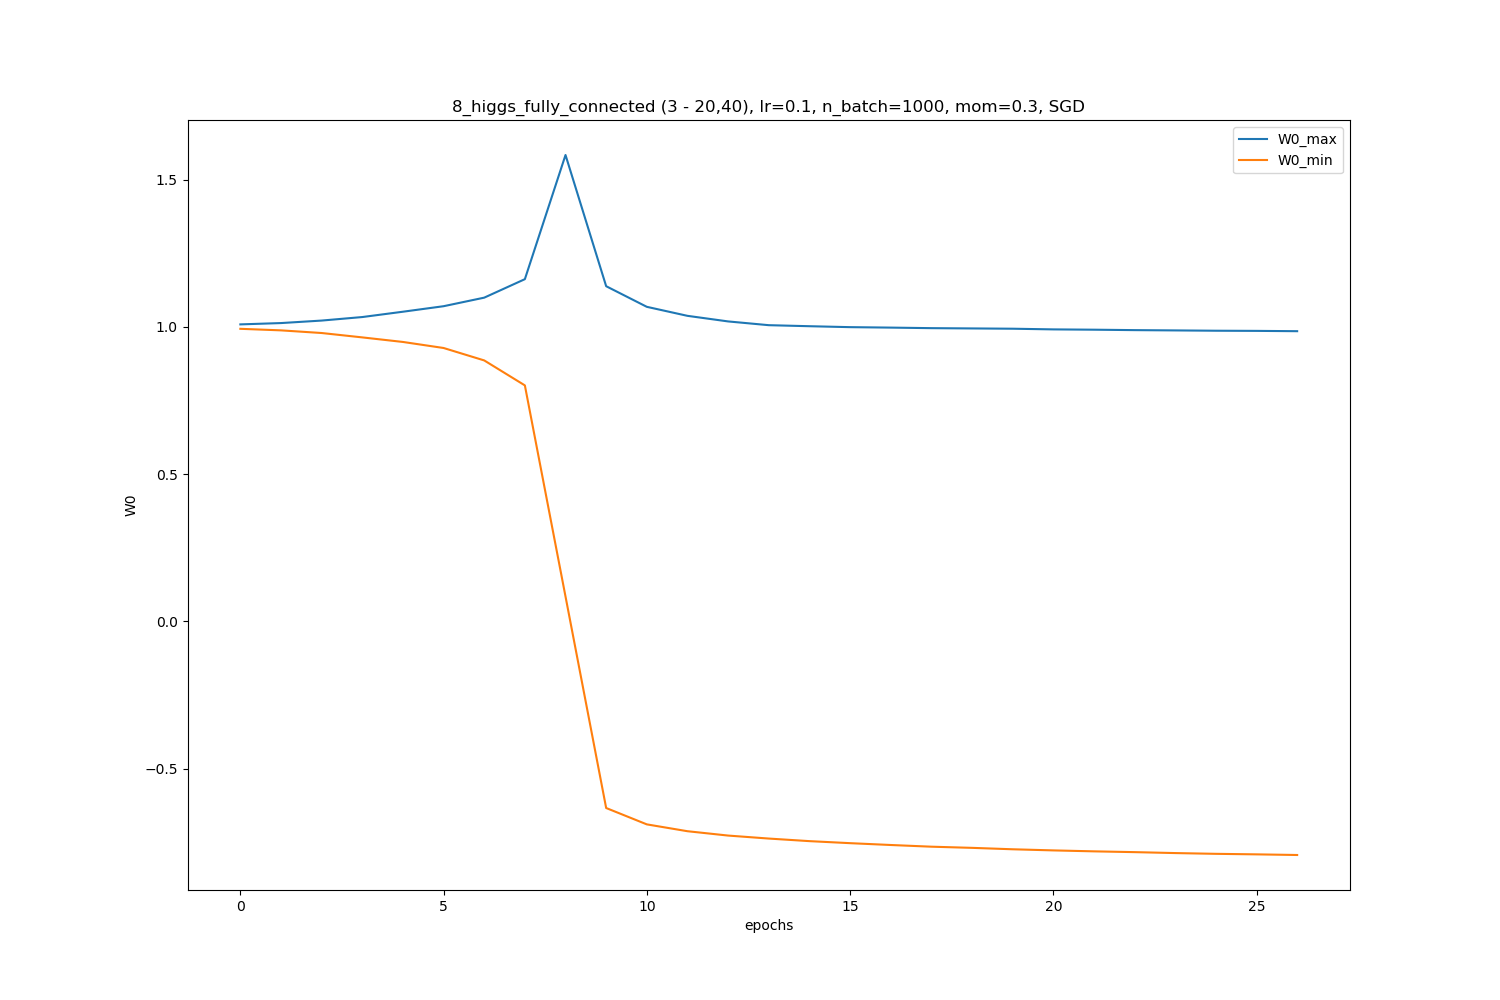 8_higgs_fully_connected (3 - 20,40), lr=0.1, n_batch=1000, mom=0.3, SGD
W0_max
W0_min
1.5
1.0
0.5
0.0
−0.5
W0
0 5 10 15 20 25
epochs